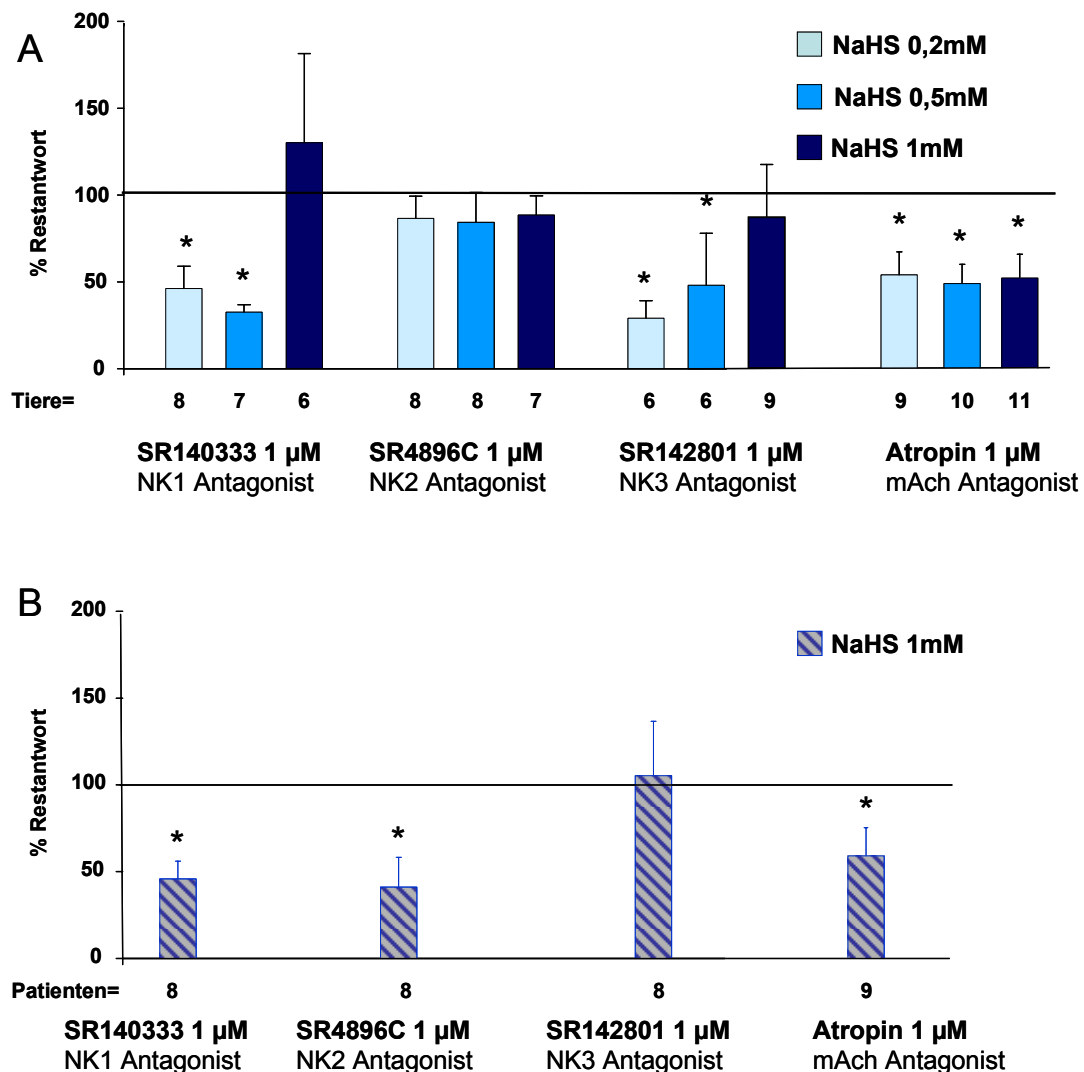 A
200
150
100
50
0
% Restantwort
NaHS 0,2mM
NaHS 0,5mM
NaHS 1mM
* * * * * * *
Tiere= 8 7 6 8 8 7 6 6 9 9 10 11
SR140333 1 µM SR4896C 1 µM SR142801 1 µM Atropin 1 µM
NK1 Antagonist NK2 Antagonist NK3 Antagonist mAch Antagonist
B
200
150
100
50
0
% Restantwort
NaHS 1mM
* * *
Patienten= 8 8 8 9
SR140333 1 µM SR4896C 1 µM SR142801 1 µM Atropin 1 µM
NK1 Antagonist NK2 Antagonist NK3 Antagonist mAch Antagonist